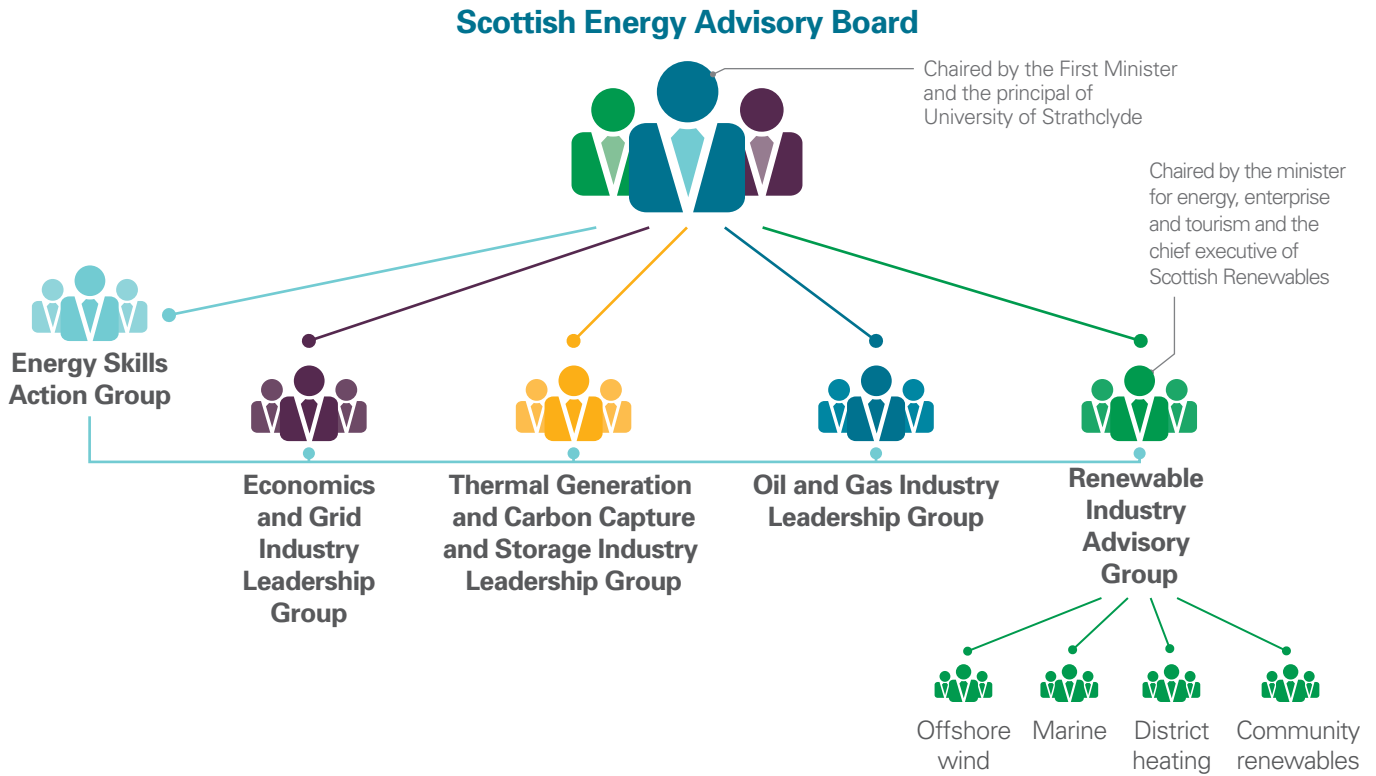 Scottish Energy Advisory Board
Chaired by the First Minister
and the principal of
University of Strathclyde
Chaired by the minister
for energy, enterprise
and tourism and the
chief executive of
Scottish Renewables
Energy Skills
Action Group
Economics
and Grid
Industry
Leadership
Group
Thermal Generation
and Carbon Capture
and Storage Industry
Leadership Group
Oil and Gas Industry
Leadership Group
Renewable
Industry
Advisory
Group
Offshore
wind
Marine
District
heating
Community
renewables